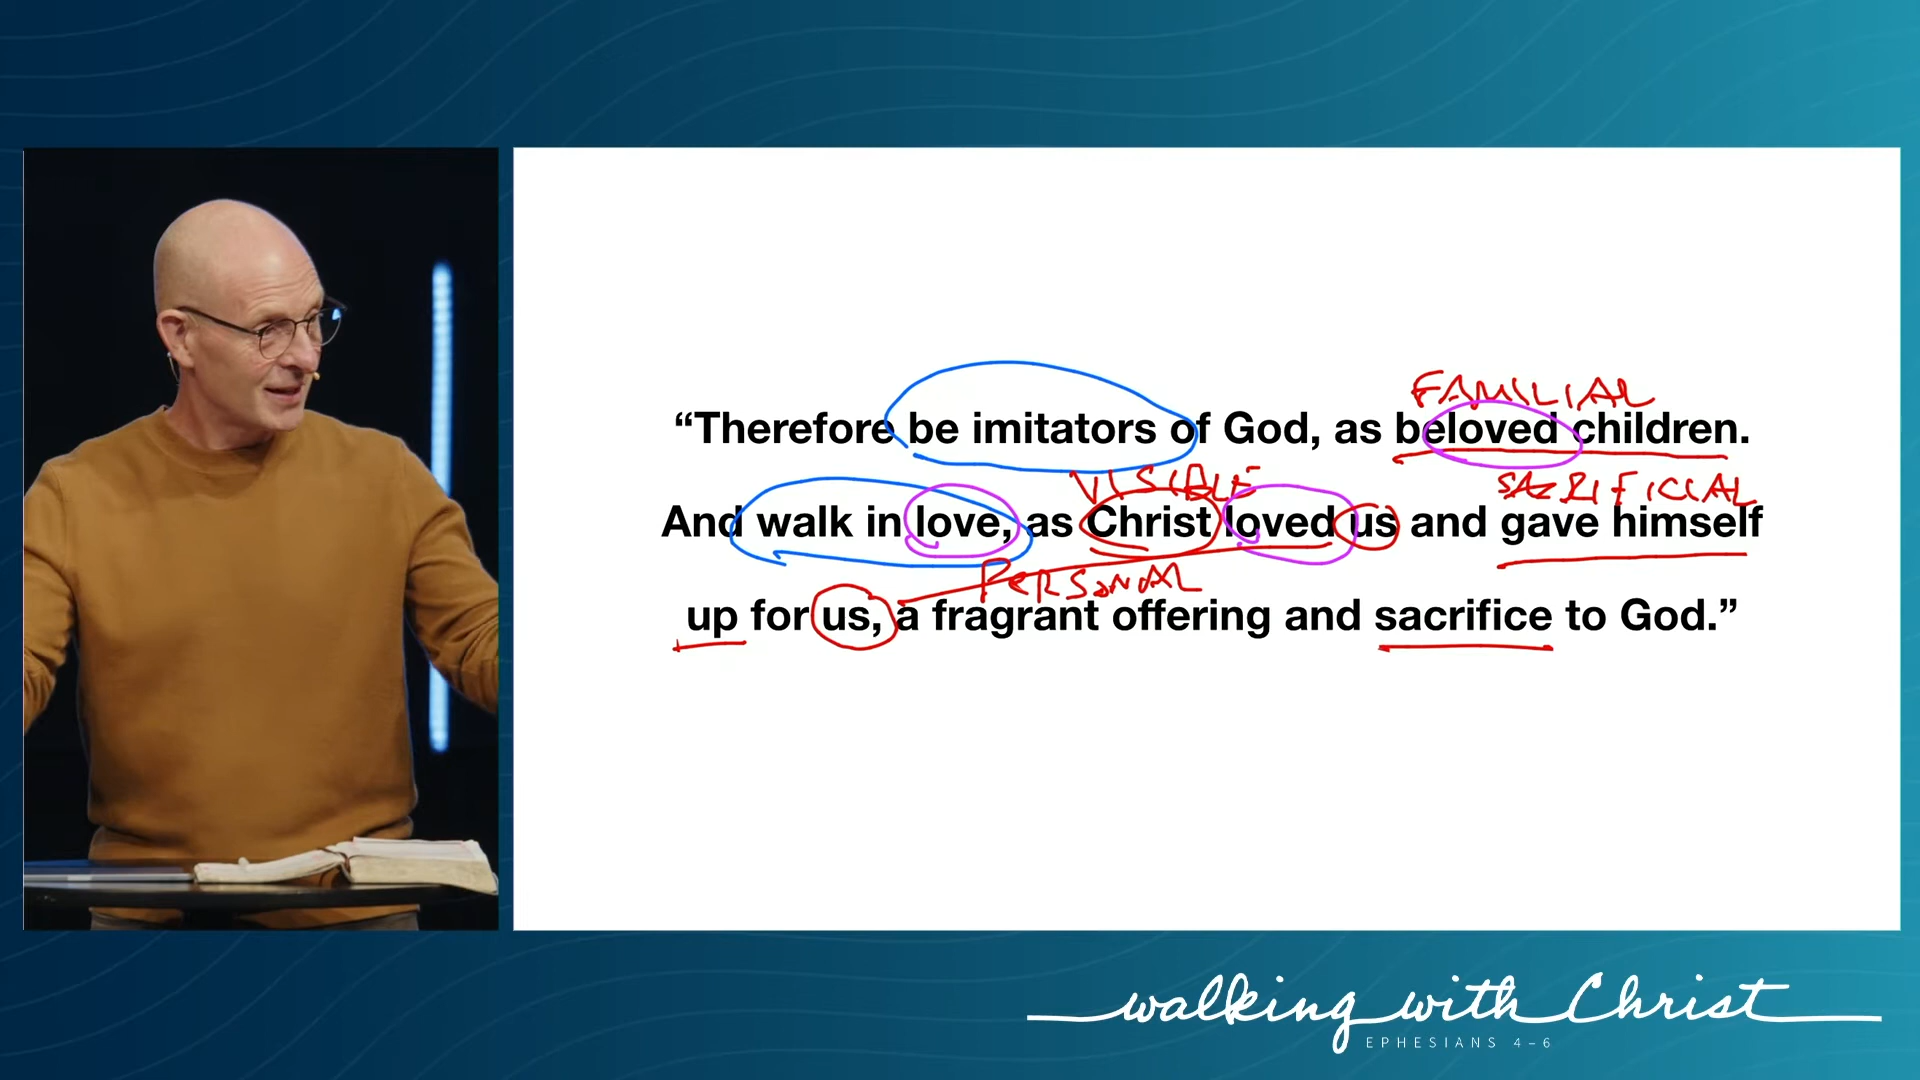 FAMILIAL
“Therefore be imitators of God, as beloved children.
VISIBLE SACRIFICIAL
And walk in love, as Christ loved us and gave himself
PERSONAL
up for us, a fragrant offering and sacrifice to God.”
walking with Christ
EPHESIANS 4–6